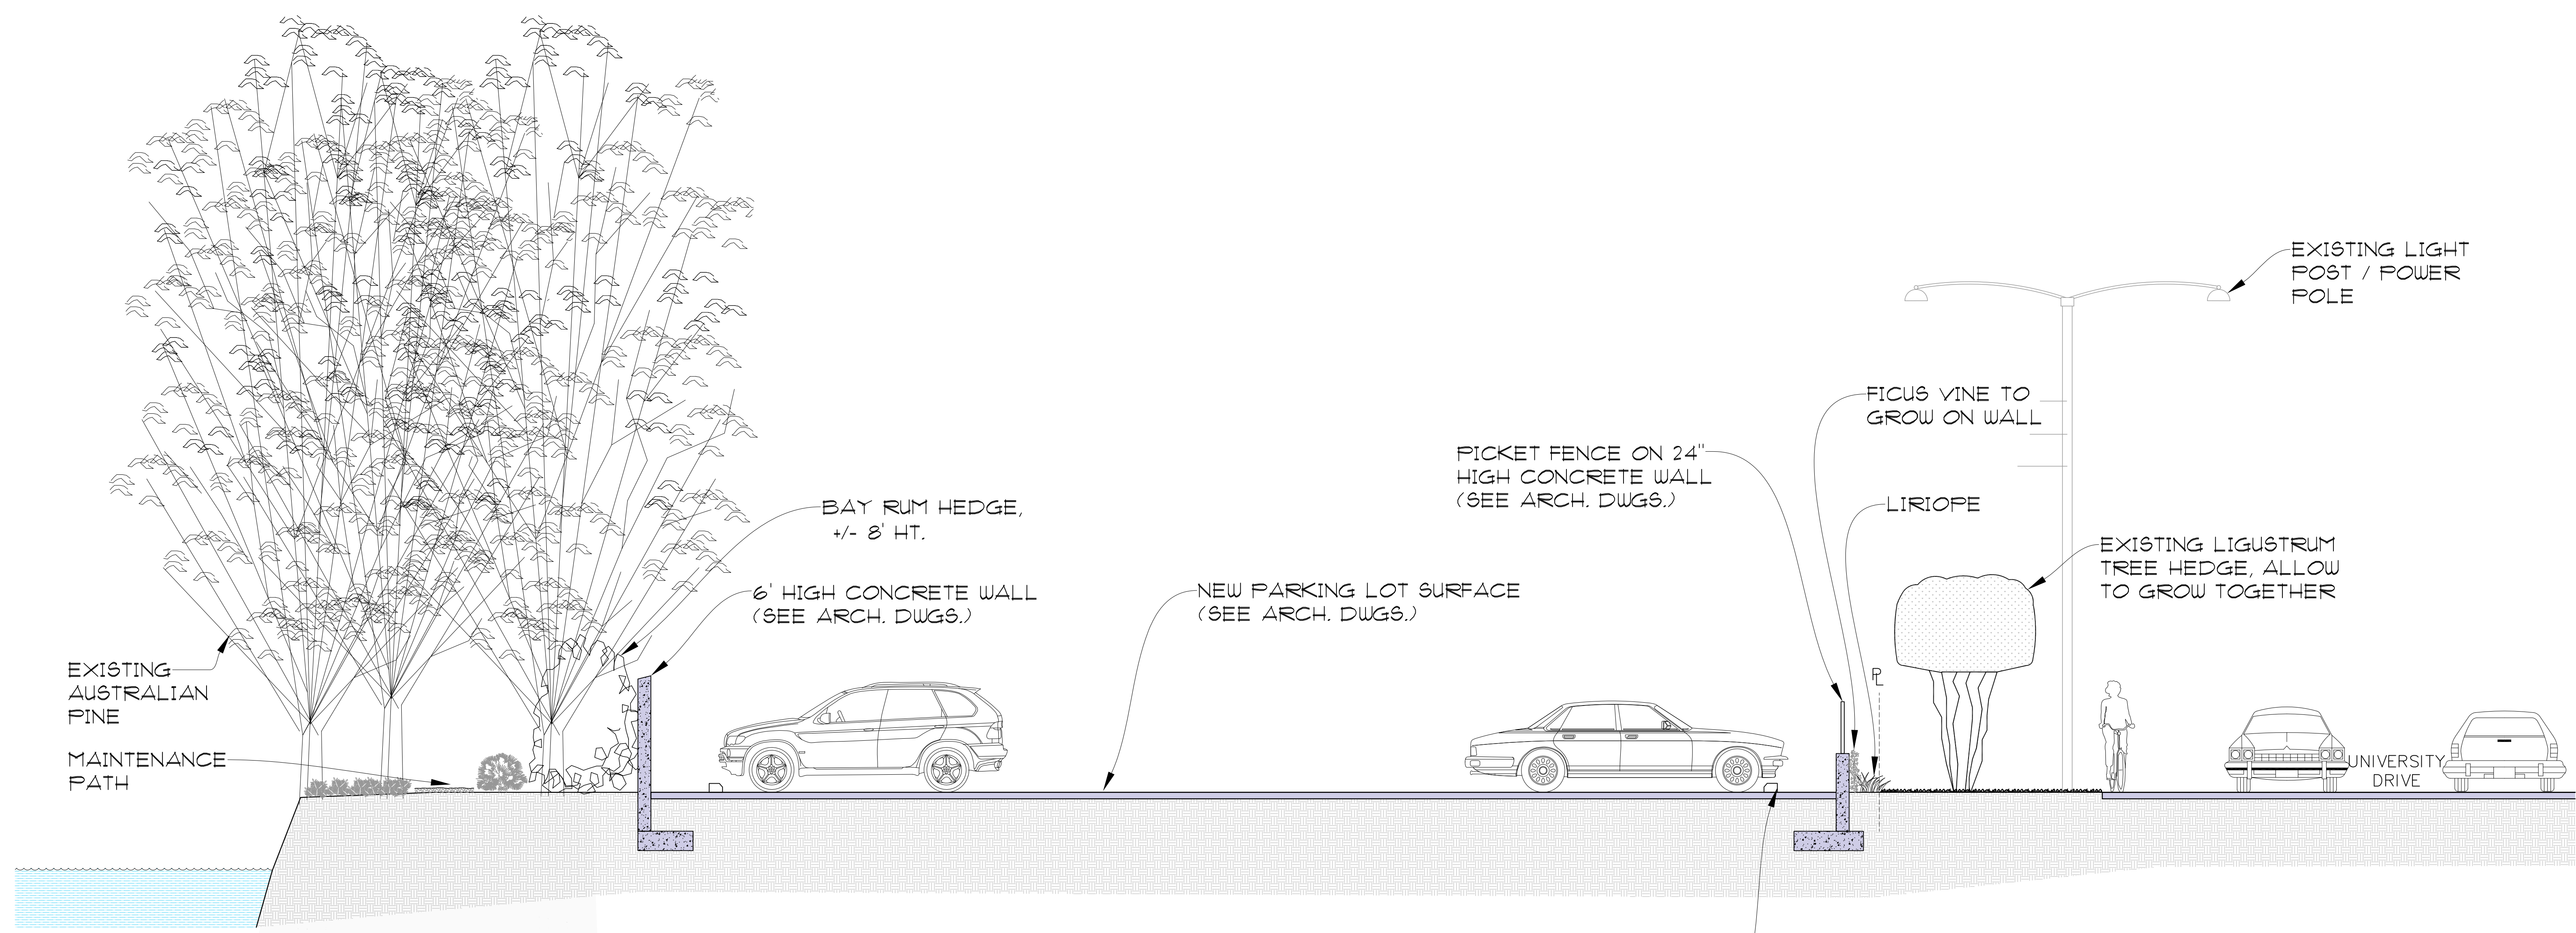 EXISTING LIGHT
POST / POWER
POLE
FICUS VINE TO
GROW ON WALL
PICKET FENCE ON 24"
HIGH CONCRETE WALL
(SEE ARCH. DWGS.)
BAY RUM HEDGE,
+/- 8' HT.
LIRIOPE
EXISTING LIGUSTRUM
TREE HEDGE, ALLOW
TO GROW TOGETHER
6' HIGH CONCRETE WALL
(SEE ARCH. DWGS.)
NEW PARKING LOT SURFACE
(SEE ARCH. DWGS.)
EXISTING
AUSTRALIAN
PINE
PL
MAINTENANCE
PATH
UNIVERSITY
DRIVE